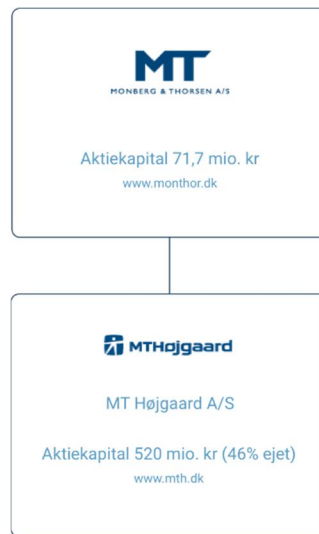 MT
MONBERG & THORSEN A/S
Aktiekapital 71,7 mio. kr
www.monthor.dk
MTHøjgaard
MT Højgaard A/S
Aktiekapital 520 mio. kr (46% ejet)
www.mth.dk